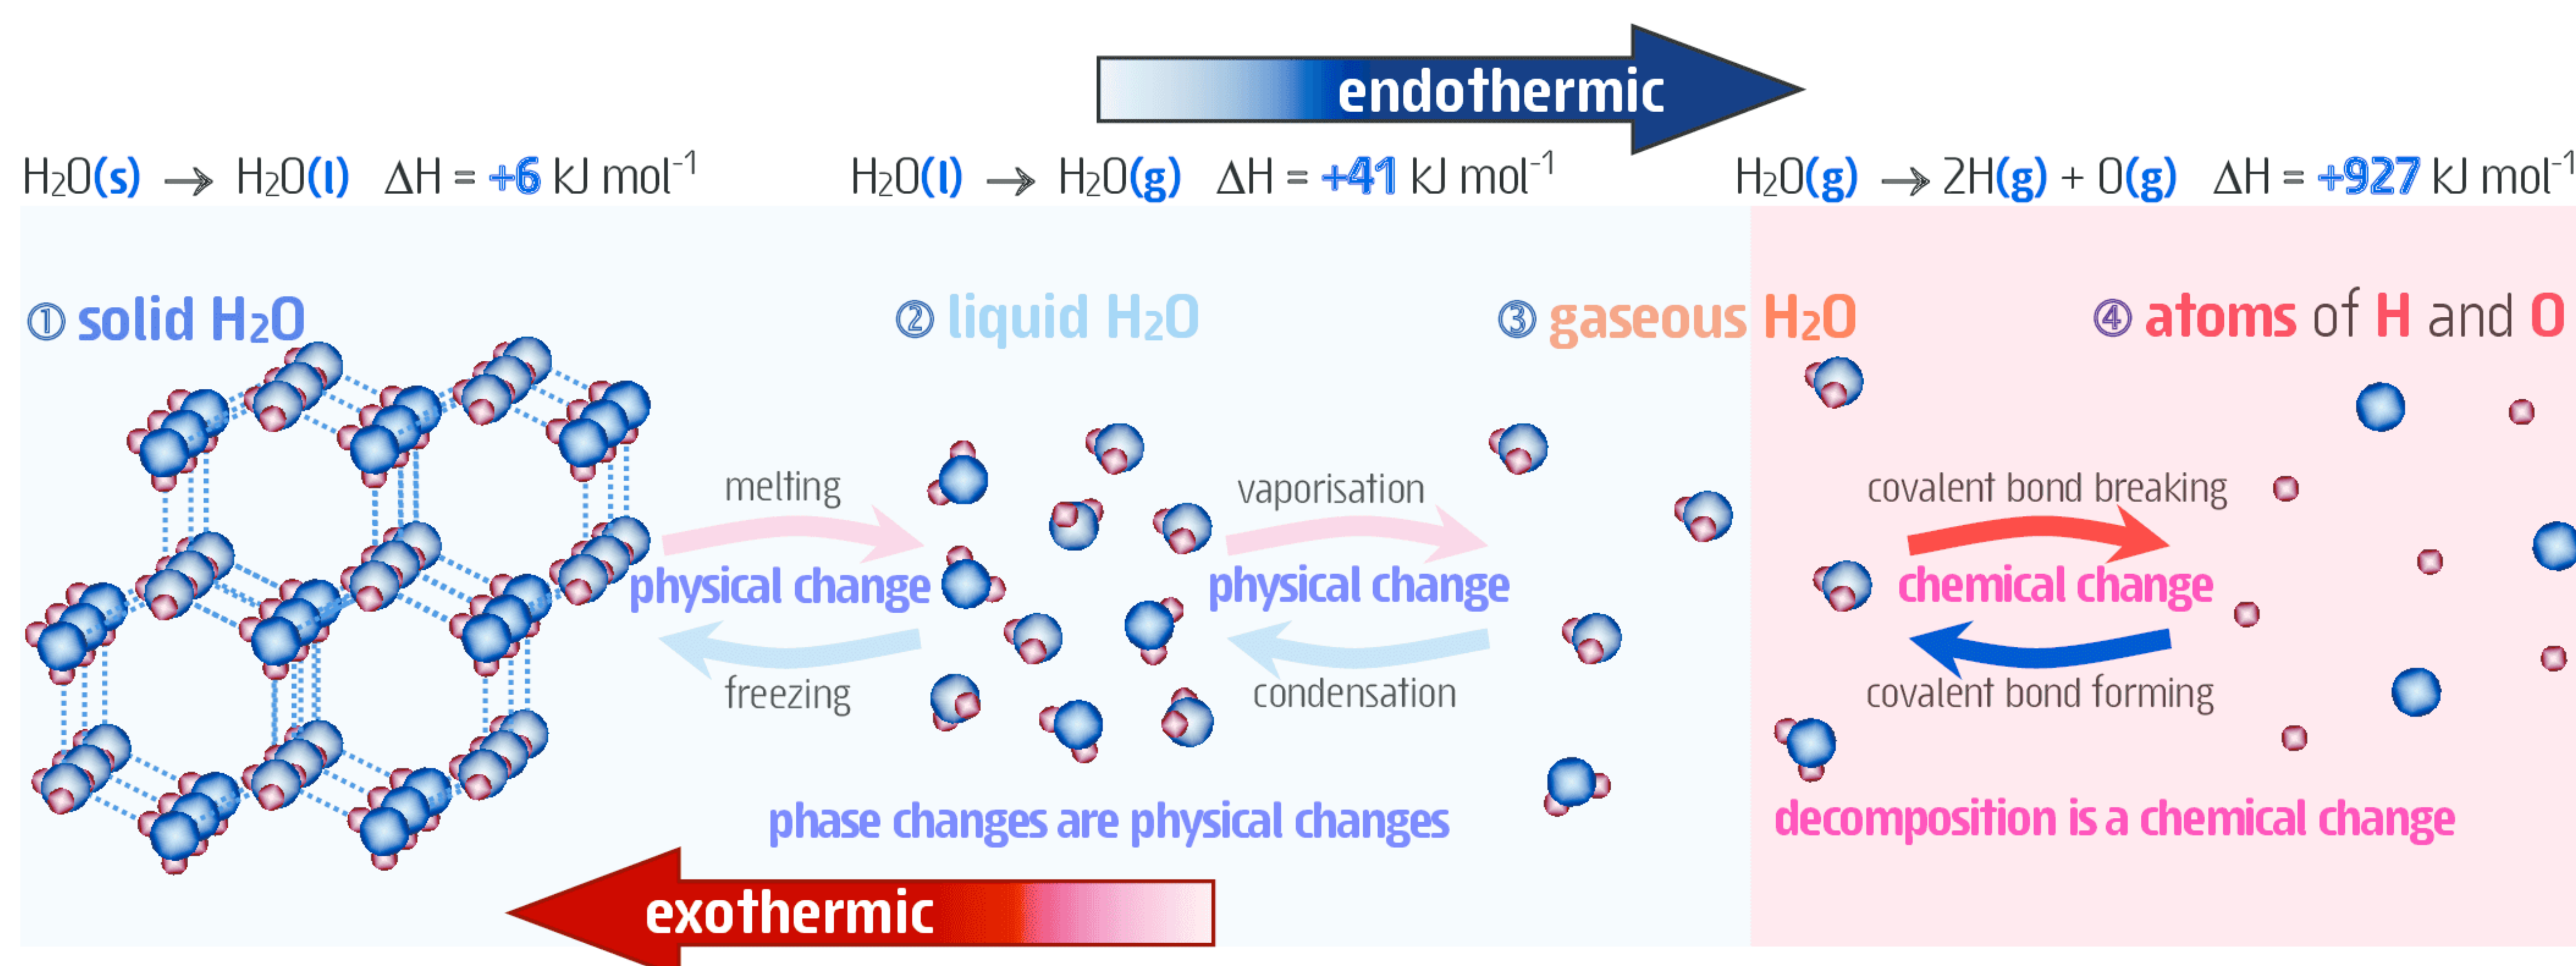 endothermic
H₂O(s) → H₂O(l) ΔH = +6 kJ mol⁻¹
H₂O(l) → H₂O(g) ΔH = +41 kJ mol⁻¹
H₂O(g) → 2H(g) + O(g) ΔH = +927 kJ mol⁻¹
① solid H₂O
② liquid H₂O
③ gaseous H₂O
④ atoms of H and O
melting
physical change
freezing
vaporisation
physical change
condensation
covalent bond breaking
chemical change
covalent bond forming
phase changes are physical changes
decomposition is a chemical change
exothermic